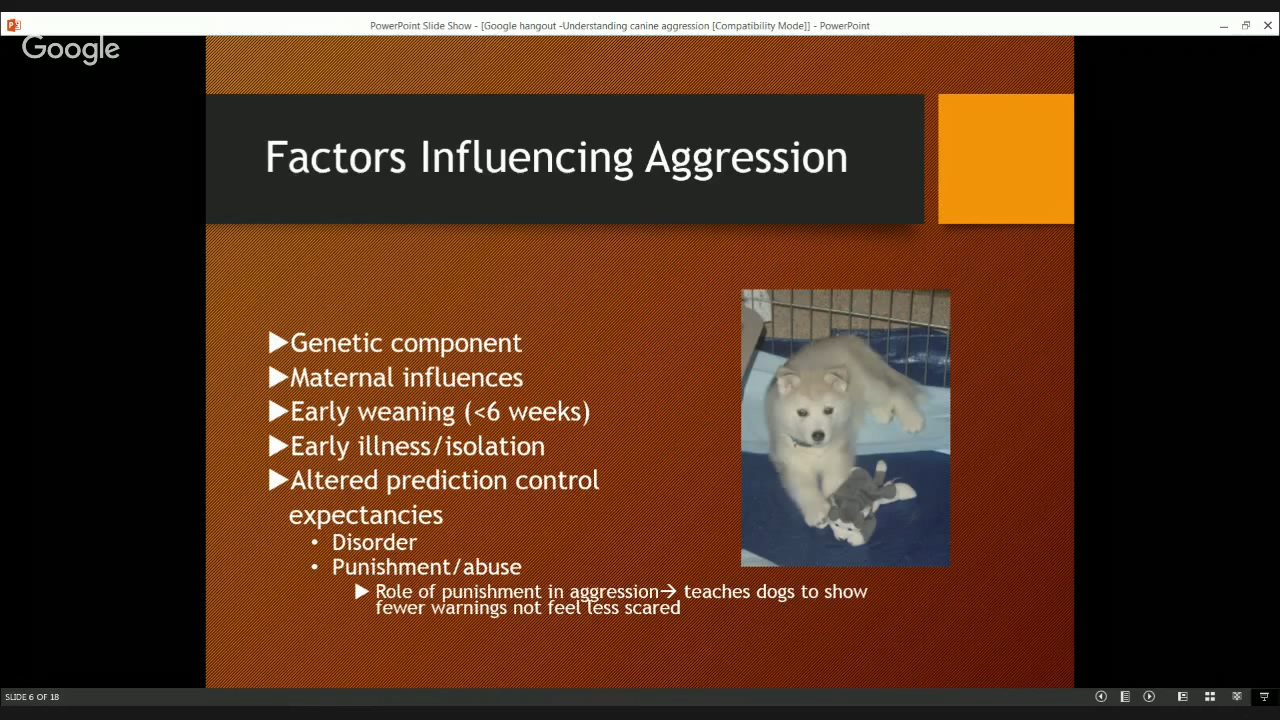 PowerPoint Slide Show - [Google hangout -Understanding canine aggression [Compatibility Mode]] - PowerPoint
Google
Factors Influencing Aggression
▶Genetic component
▶Maternal influences
▶Early weaning (<6 weeks)
▶Early illness/isolation
▶Altered prediction control
expectancies
• Disorder
• Punishment/abuse
▶ Role of punishment in aggression→ teaches dogs to show
fewer warnings not feel less scared
SLIDE 6 OF 18